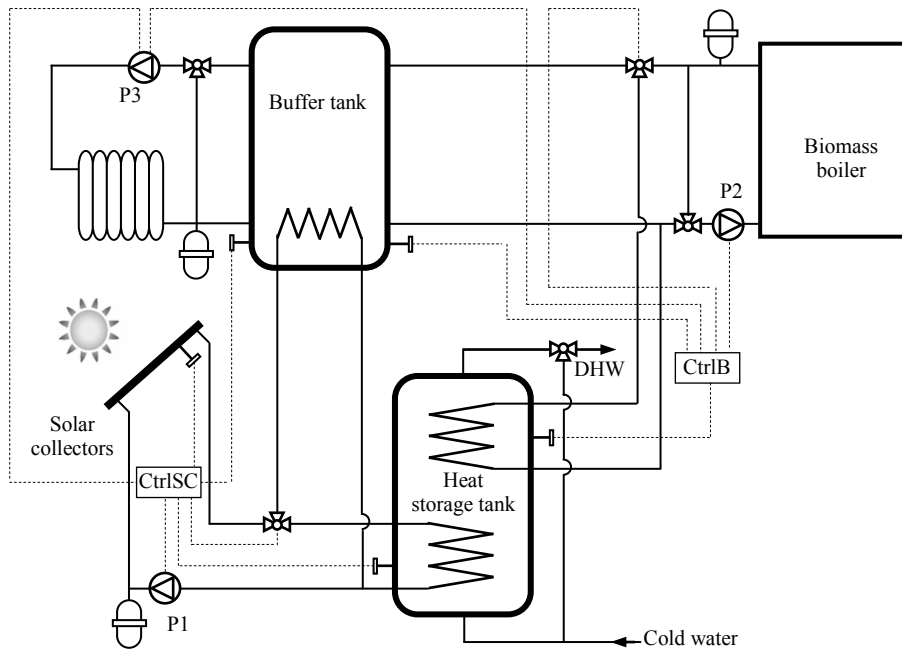 P3
Buffer tank
Biomass
boiler
P2
DHW
CtrlB
Solar
collectors
CtrlSC
Heat
storage tank
P1
Cold water